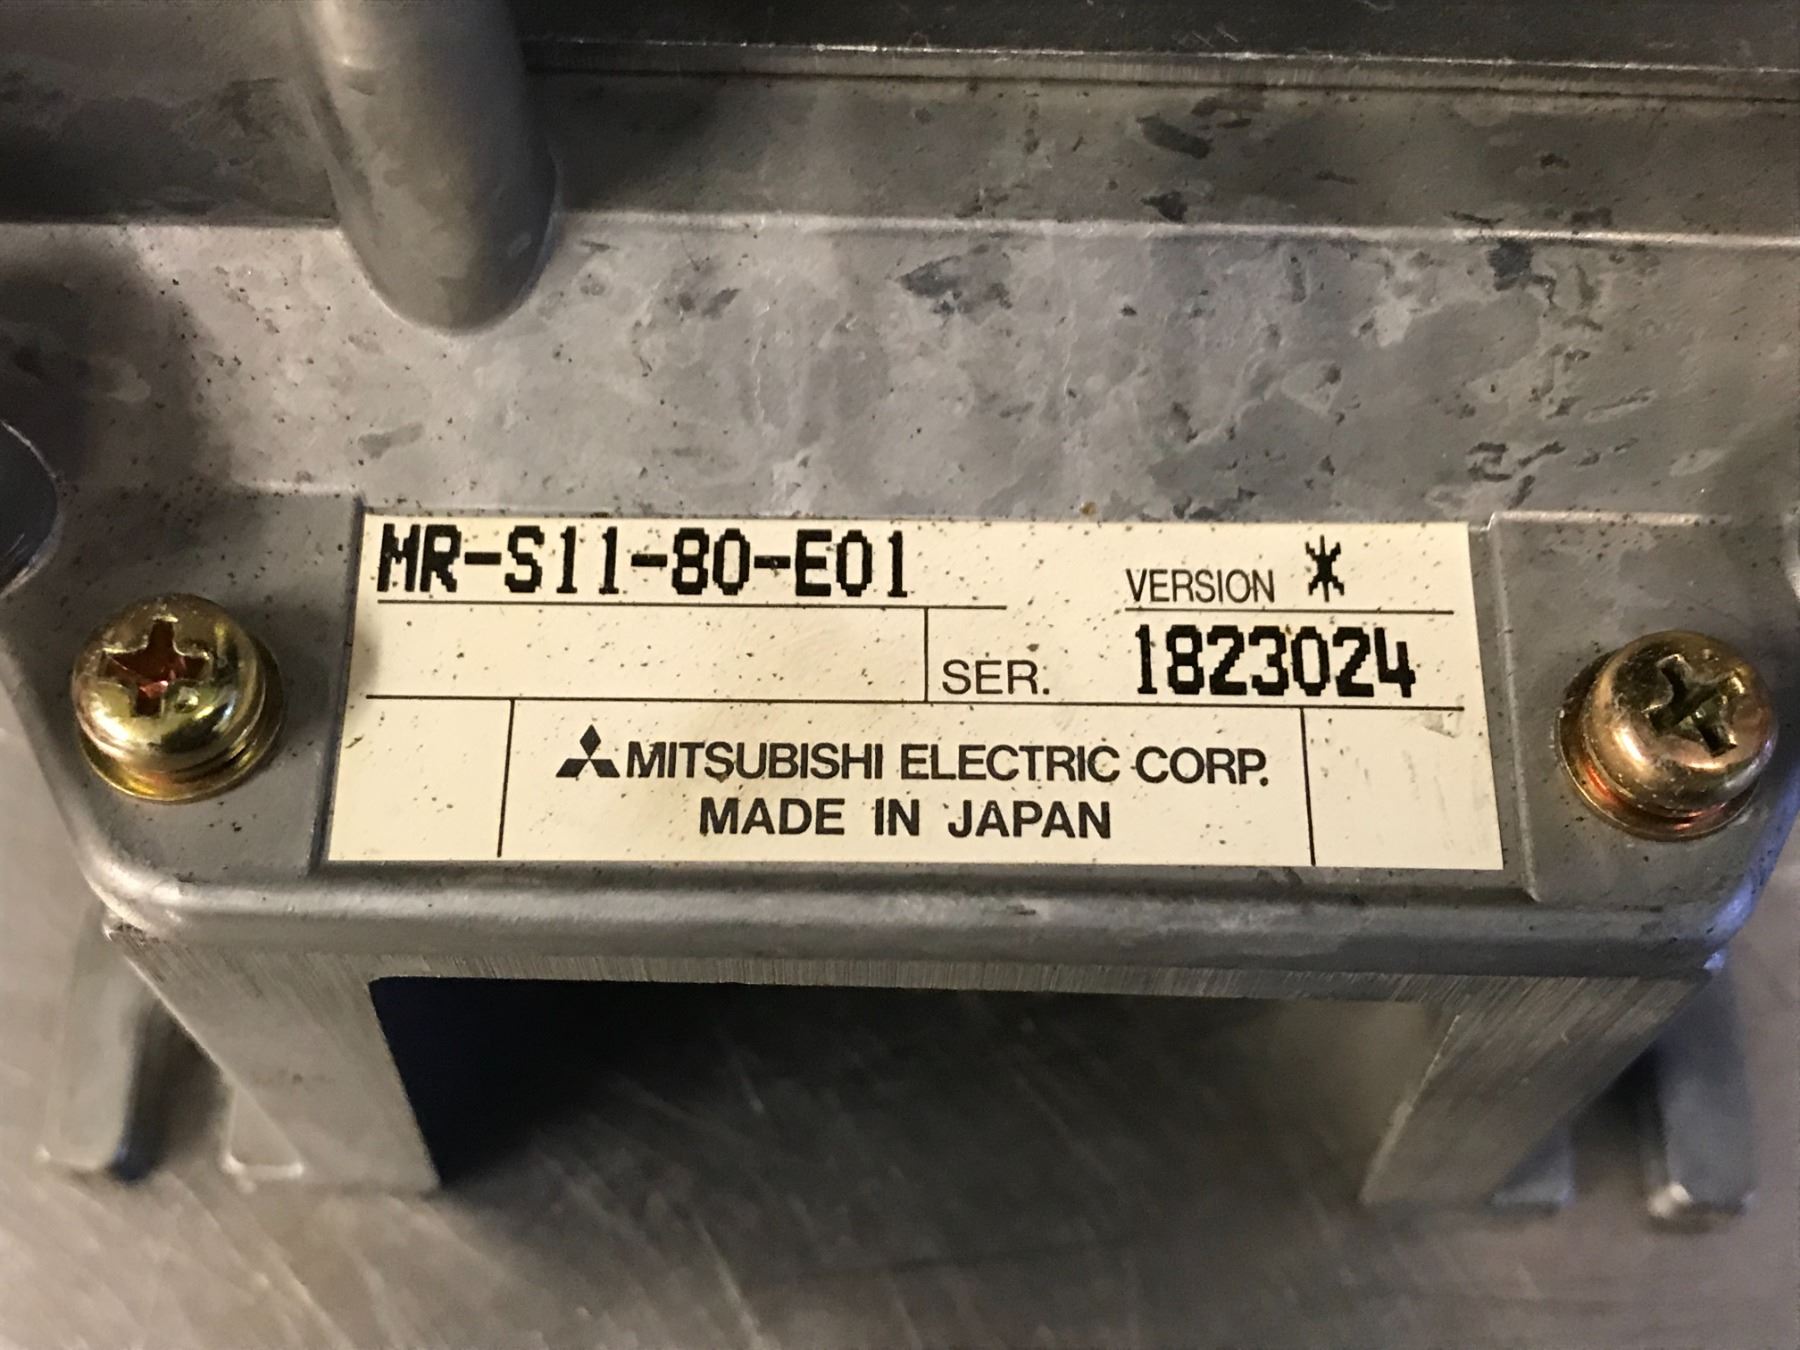 MR-S11-80-E01
VERSION *
SER. 1823024
MITSUBISHI ELECTRIC CORP.
MADE IN JAPAN